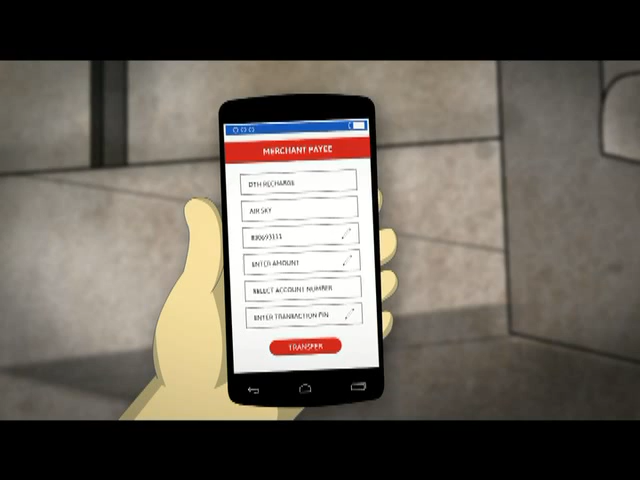 MERCHANT PAYEE
DTH RECHARGE
AIR SKY
ENTER AMOUNT
SELECT ACCOUNT NUMBER
ENTER TRANSACTION PIN
TRANSFER